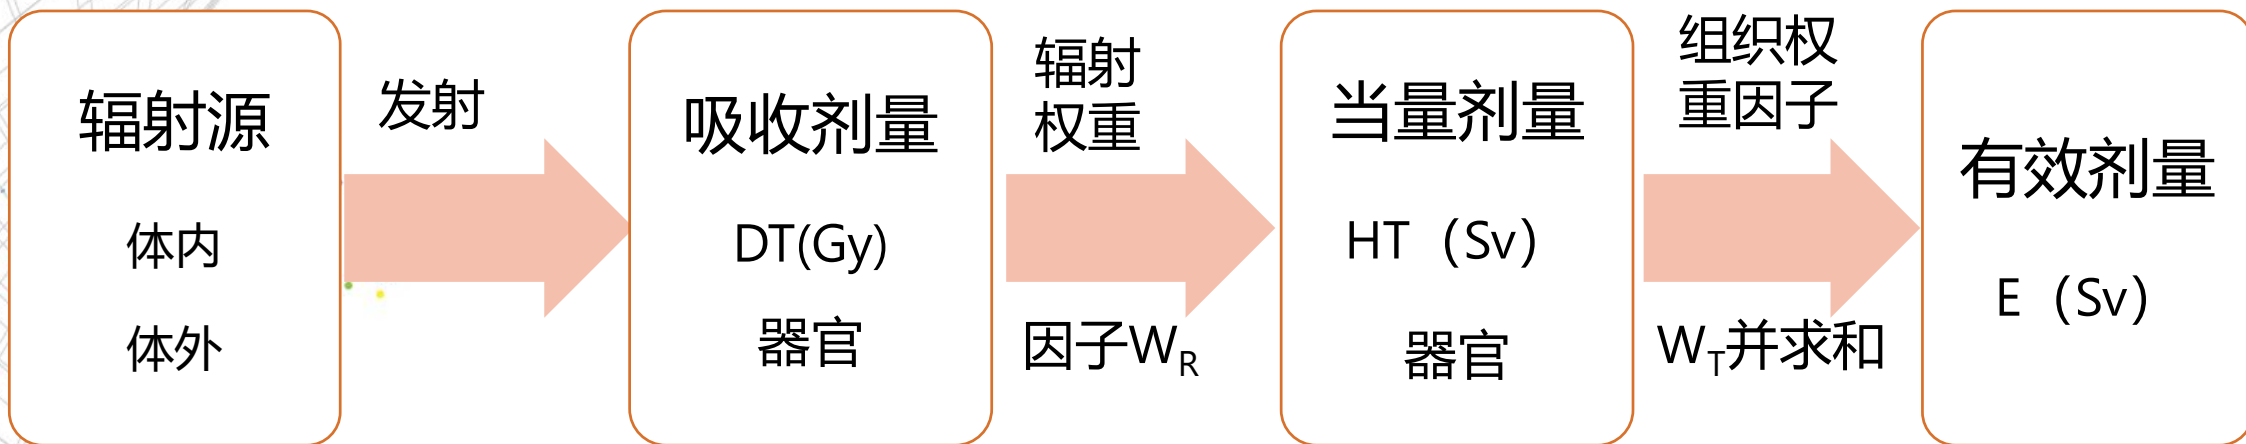 辐射源
体内
体外
发射
吸收剂量
DT(Gy)
器官
辐射
权重
因子W_R
当量剂量
HT（Sv）
器官
组织权
重因子
W_T并求和
有效剂量
E（Sv）